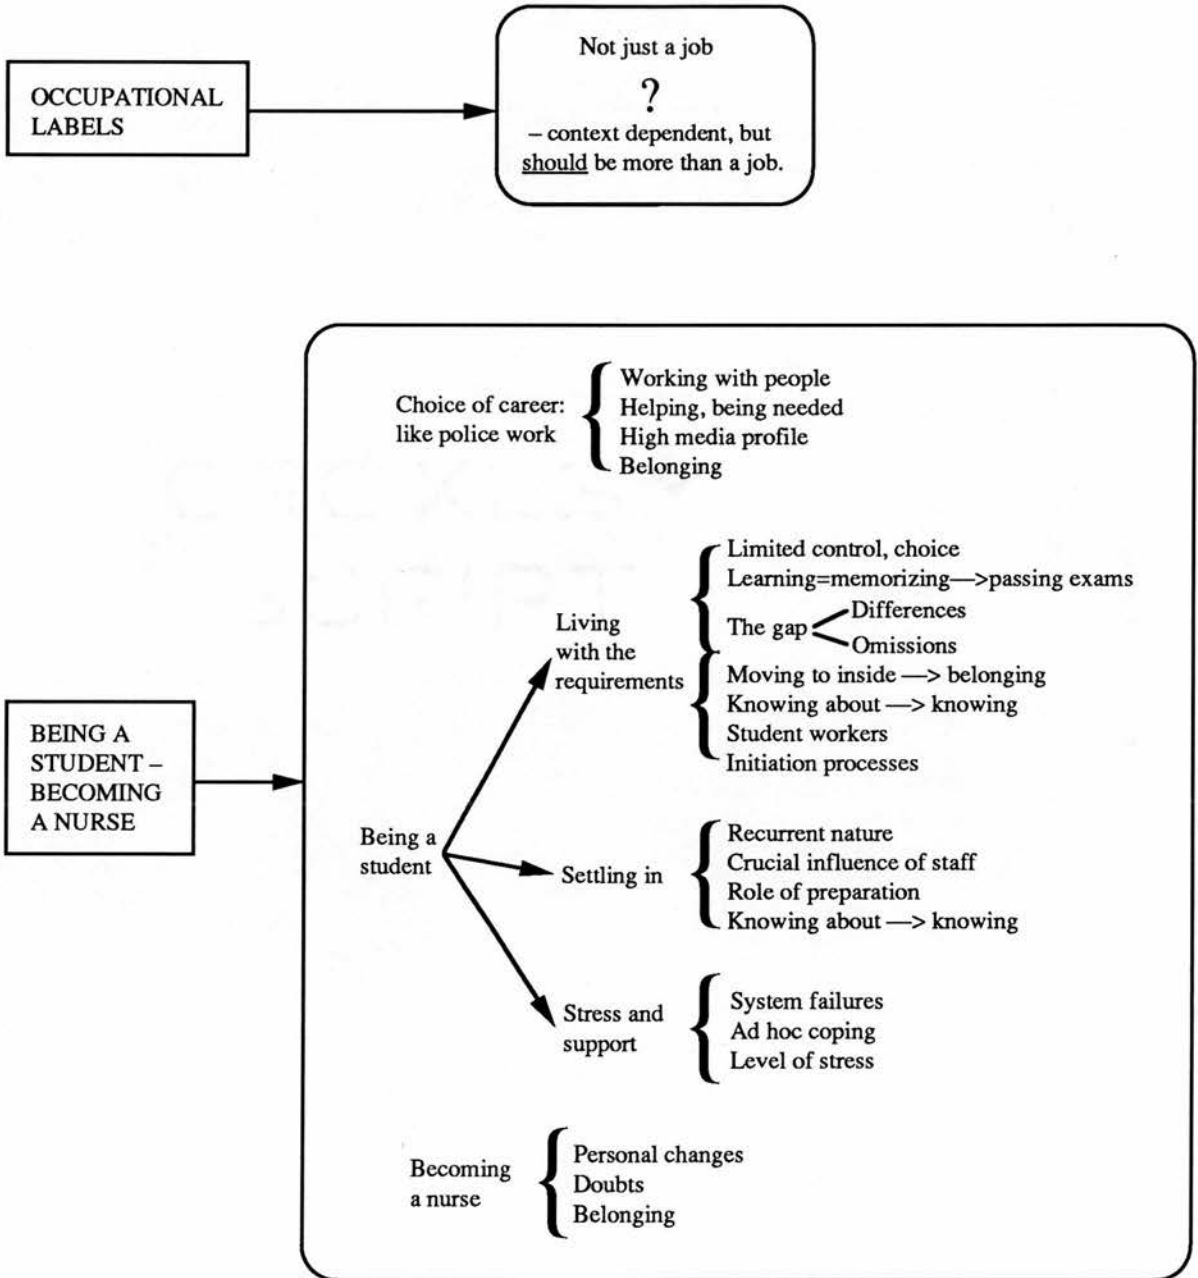 Not just a job
?
– context dependent, but
should be more than a job.
OCCUPATIONAL
LABELS
Choice of career:
like police work
Working with people
Helping, being needed
High media profile
Belonging
Living
with the
requirements
Limited control, choice
Learning=memorizing—>passing exams
The gap
Differences
Omissions
Moving to inside —> belonging
Knowing about —> knowing
Student workers
Initiation processes
BEING A
STUDENT –
BECOMING
A NURSE
Being a
student
Settling in
Recurrent nature
Crucial influence of staff
Role of preparation
Knowing about —> knowing
Stress and
support
System failures
Ad hoc coping
Level of stress
Becoming
a nurse
Personal changes
Doubts
Belonging